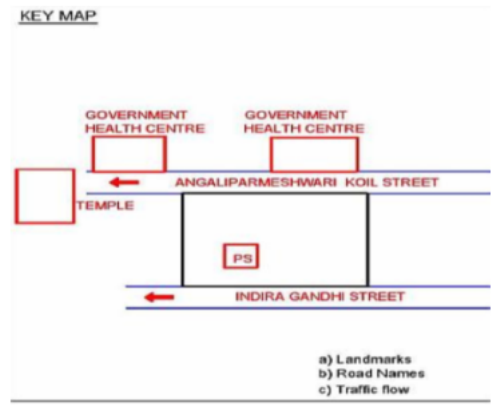 KEY MAP
GOVERNMENT
HEALTH CENTRE
GOVERNMENT
HEALTH CENTRE
ANGALIPARMESHWARI KOIL STREET
TEMPLE
PS
INDIRA GANDHI STREET
a) Landmarks
b) Road Names
c) Traffic flow